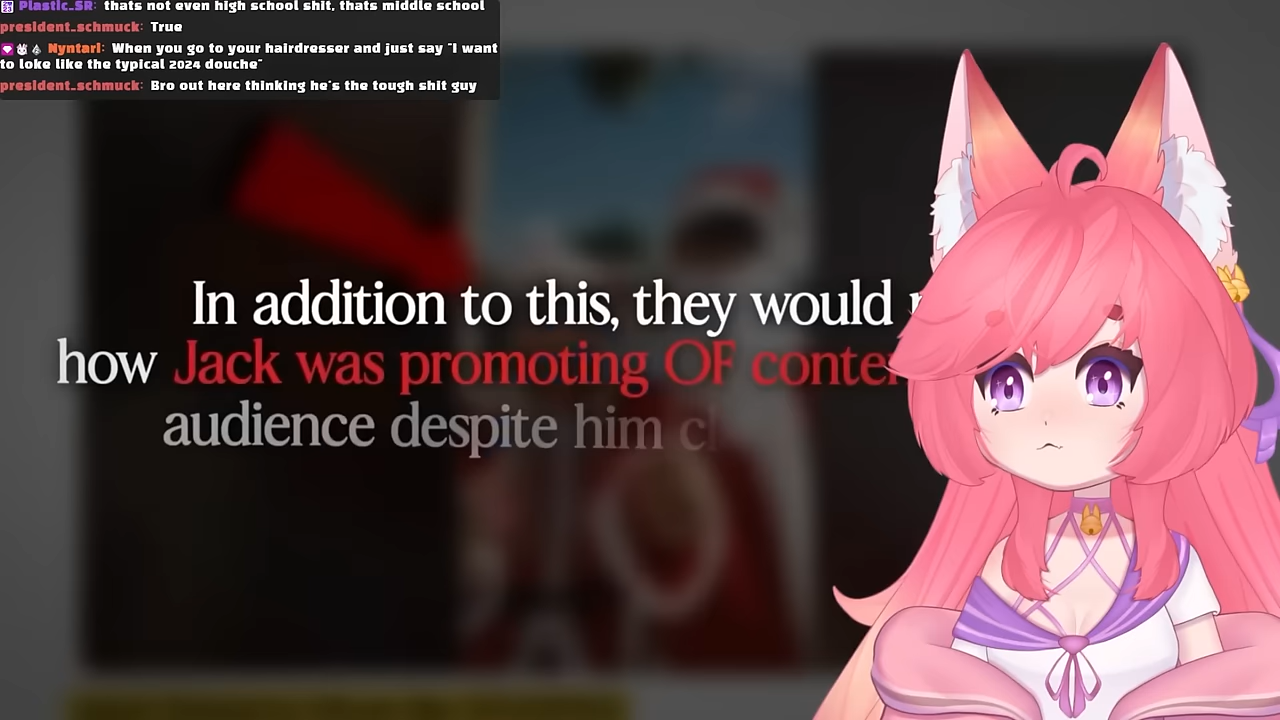 Plastic_SR: thats not even high school shit, thats middle school
president_schmuck: True
Nyntari: When you go to your hairdresser and just say "I want
to loke like the typical 2024 douche"
president_schmuck: Bro out here thinking he's the tough shit guy
In addition to this, they would
how Jack was promoting OF conten
audience despite him cl